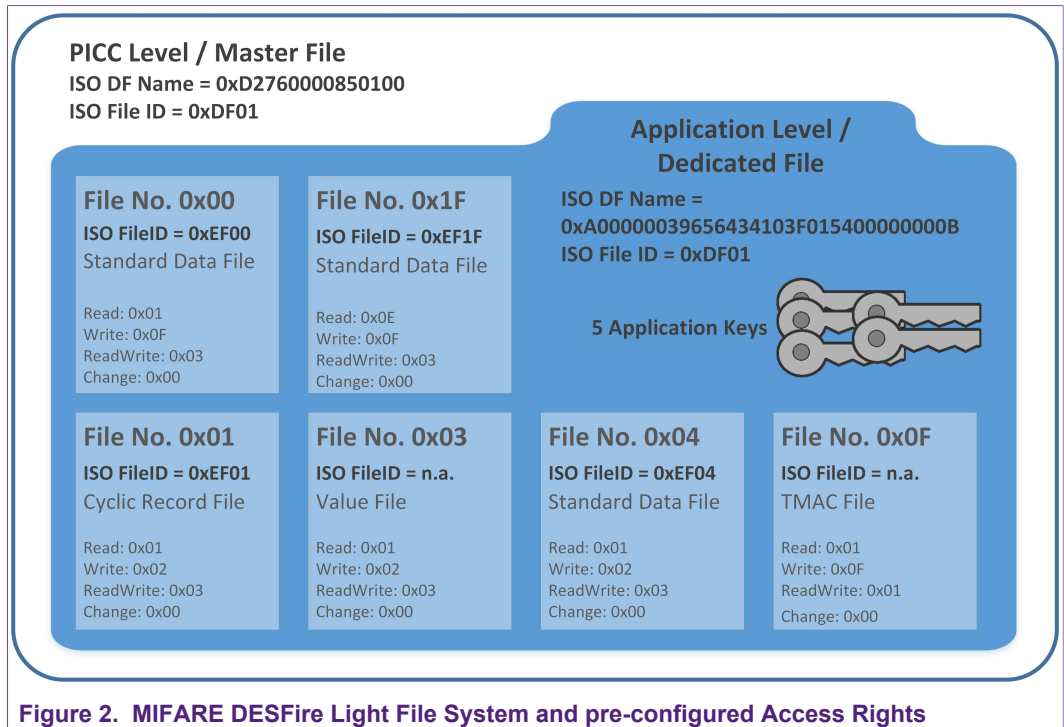 PICC Level / Master File
ISO DF Name = 0xD2760000850100
ISO File ID = 0xDF01
Application Level /
Dedicated File
ISO DF Name =
0xA00000039656434103F015400000000B
ISO File ID = 0xDF01
5 Application Keys
File No. 0x00
ISO FileID = 0xEF00
Standard Data File
Read: 0x01
Write: 0x0F
ReadWrite: 0x03
Change: 0x00
File No. 0x1F
ISO FileID = 0xEF1F
Standard Data File
Read: 0x0E
Write: 0x0F
ReadWrite: 0x03
Change: 0x00
File No. 0x01
ISO FileID = 0xEF01
Cyclic Record File
Read: 0x01
Write: 0x02
ReadWrite: 0x03
Change: 0x00
File No. 0x03
ISO FileID = n.a.
Value File
Read: 0x01
Write: 0x02
ReadWrite: 0x03
Change: 0x00
File No. 0x04
ISO FileID = 0xEF04
Standard Data File
Read: 0x01
Write: 0x02
ReadWrite: 0x03
Change: 0x00
File No. 0x0F
ISO FileID = n.a.
TMAC File
Read: 0x01
Write: 0x0F
ReadWrite: 0x01
Change: 0x00
Figure 2. MIFARE DESFire Light File System and pre-configured Access Rights